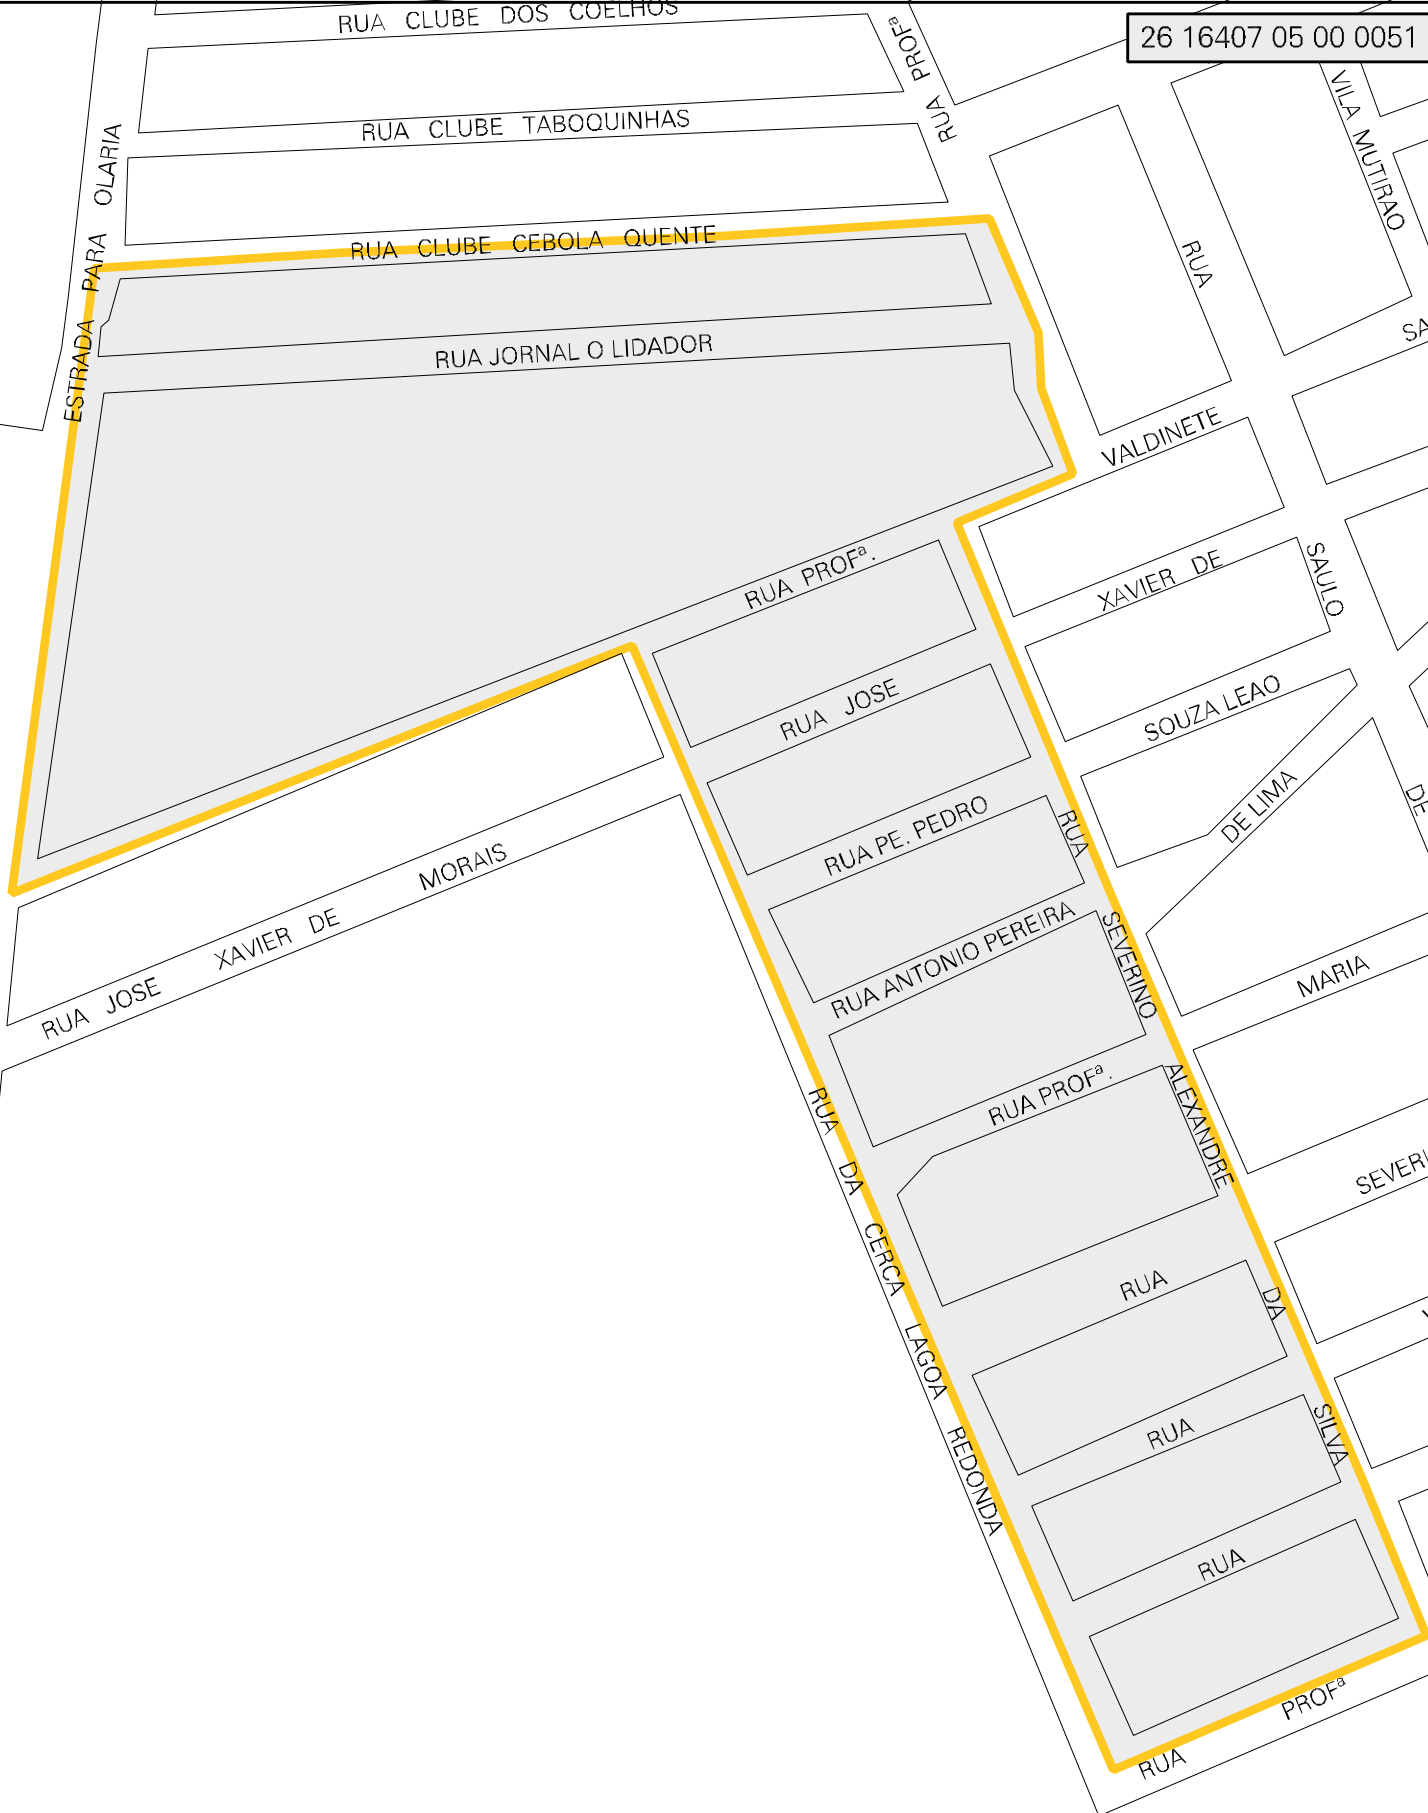 RUA CLUBE DOS COELHOS
26 16407 05 00 0051
RUA PROFª
RUA CLUBE TABOQUINHAS
VILA MUTIRAO
ESTRADA PARA OLARIA
RUA CLUBE CEBOLA QUENTE
RUA
RUA JORNAL O LIDADOR
SA
VALDINETE
RUA PROFª.
XAVIER DE
SAULO
RUA JOSE
SOUZA LEAO
DE LIMA
DE
RUA PE. PEDRO
RUA SEVERINO ALEXANDRE DA SILVA
RUA JOSE XAVIER DE MORAIS
RUA ANTONIO PEREIRA
MARIA
RUA PROFª.
SEVERI
RUA DA CERCA LAGOA REDONDA
RUA
RUA
RUA
RUA PROFª